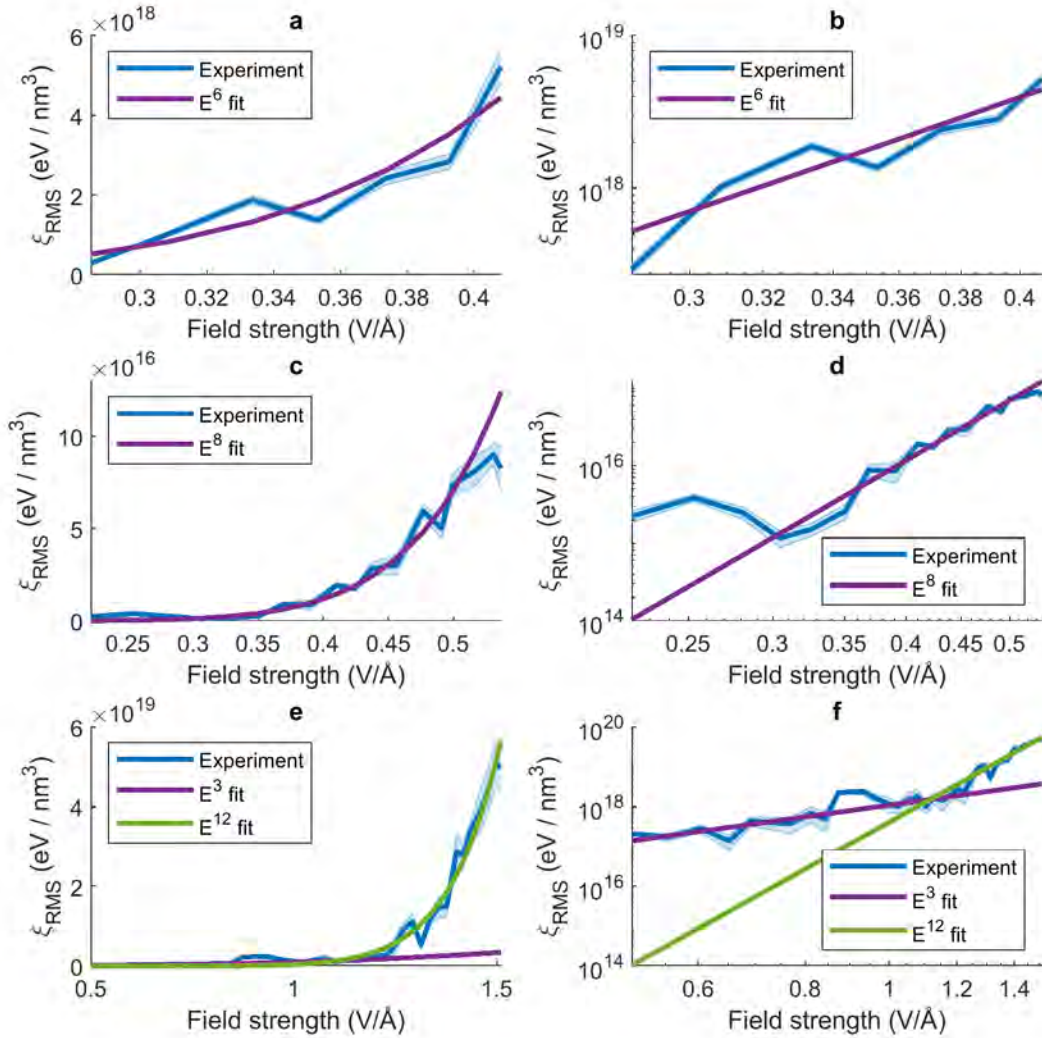 ×10^18
a
6
4
2
0
ξ_RMS (eV / nm^3)
Experiment
E^6 fit
0.3
0.32
0.34
0.36
0.38
0.4
Field strength (V/Å)
b
10^19
10^18
ξ_RMS (eV / nm^3)
Experiment
E^6 fit
0.3
0.32
0.34
0.36
0.38
0.4
Field strength (V/Å)
×10^16
c
10
5
0
ξ_RMS (eV / nm^3)
Experiment
E^8 fit
0.25
0.3
0.35
0.4
0.45
0.5
Field strength (V/Å)
d
10^16
10^14
ξ_RMS (eV / nm^3)
Experiment
E^8 fit
0.25
0.3
0.35
0.4
0.45
0.5
Field strength (V/Å)
×10^19
e
6
4
2
0
ξ_RMS (eV / nm^3)
Experiment
E^3 fit
E^12 fit
0.5
1
1.5
Field strength (V/Å)
f
10^20
10^18
10^16
10^14
ξ_RMS (eV / nm^3)
Experiment
E^3 fit
E^12 fit
0.6
0.8
1
1.2
1.4
Field strength (V/Å)